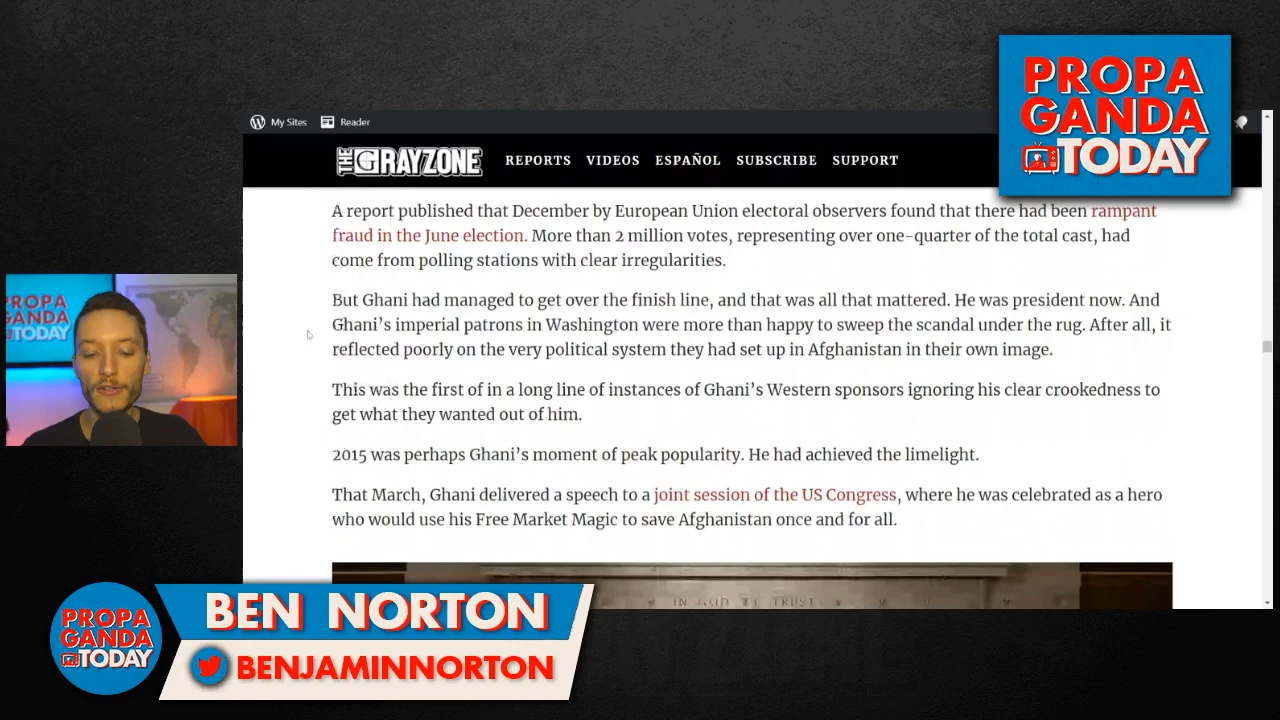 PROPA
GANDA
TODAY
My Sites
Reader
THE GRAYZONE
REPORTS VIDEOS ESPAÑOL SUBSCRIBE SUPPORT
A report published that December by European Union electoral observers found that there had been rampant
fraud in the June election. More than 2 million votes, representing over one-quarter of the total cast, had
come from polling stations with clear irregularities.
But Ghani had managed to get over the finish line, and that was all that mattered. He was president now. And
Ghani’s imperial patrons in Washington were more than happy to sweep the scandal under the rug. After all, it
reflected poorly on the very political system they had set up in Afghanistan in their own image.
This was the first of in a long line of instances of Ghani’s Western sponsors ignoring his clear crookedness to
get what they wanted out of him.
2015 was perhaps Ghani’s moment of peak popularity. He had achieved the limelight.
That March, Ghani delivered a speech to a joint session of the US Congress, where he was celebrated as a hero
who would use his Free Market Magic to save Afghanistan once and for all.
IN GOD WE TRUST
PROPA
GANDA
TODAY
PROPA
GANDA
TODAY
BEN NORTON
BENJAMINNORTON